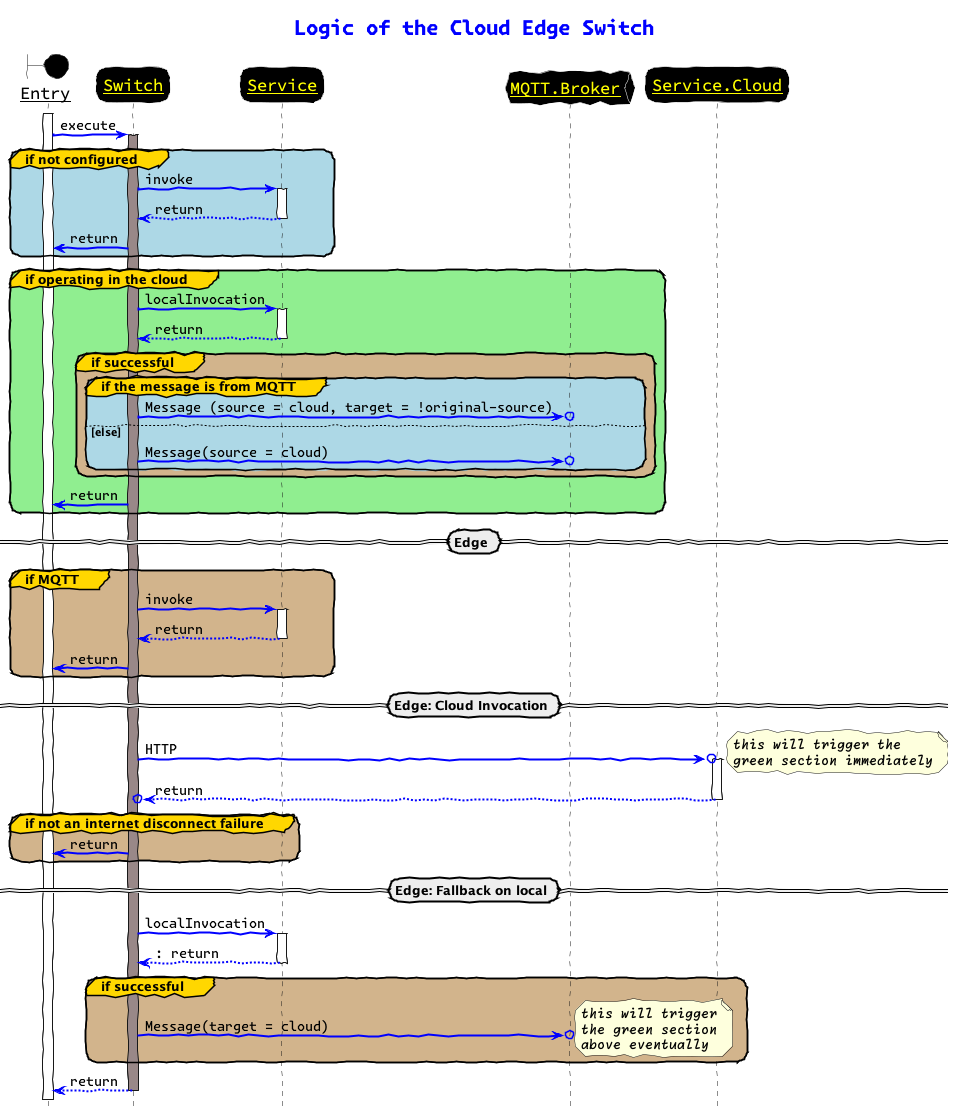 Logic of the Cloud Edge Switch
Entry
Switch
Service
MQTT.Broker
Service.Cloud
execute
if not configured
invoke
return
return
if operating in the cloud
localInvocation
return
if successful
if the message is from MQTT
Message (source = cloud, target = !original-source)
[else]
Message(source = cloud)
return
Edge
if MQTT
invoke
return
return
Edge: Cloud Invocation
HTTP
this will trigger the
green section immediately
return
if not an internet disconnect failure
return
Edge: Fallback on local
localInvocation
: return
if successful
Message(target = cloud)
this will trigger
the green section
above eventually
return